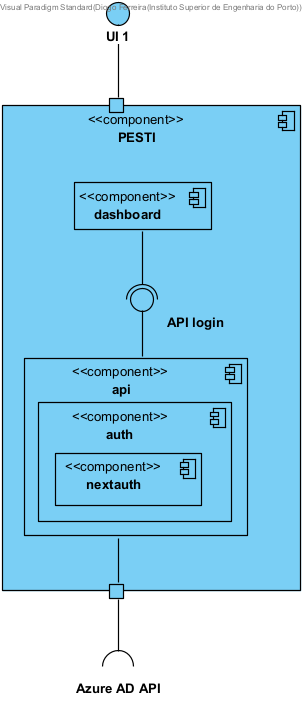 Visual Paradigm Standard(Diogo Ferreira(Instituto Superior de Engenharia do Porto))
UI 1
<<component>>
PESTI
<<component>>
dashboard
API login
<<component>>
api
<<component>>
auth
<<component>>
nextauth
Azure AD API